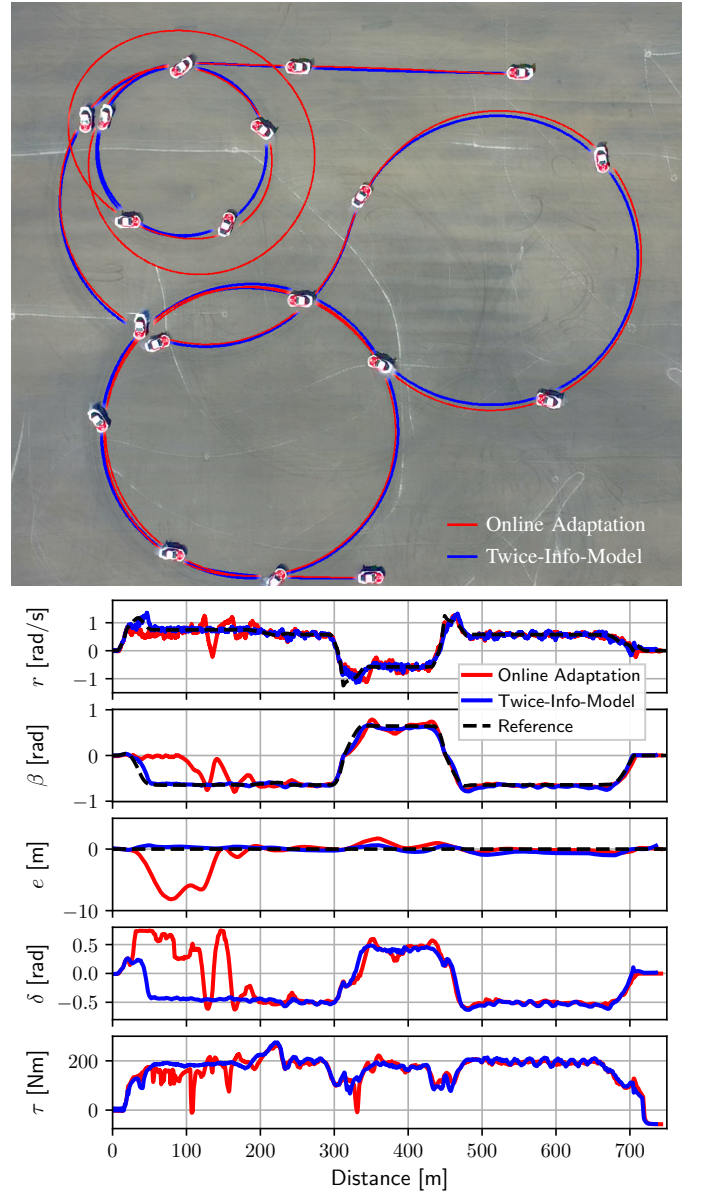 Online Adaptation
Twice-Info-Model
1
0
−1
r [rad/s]
Online Adaptation
Twice-Info-Model
Reference
1
0
−1
β [rad]
0
−10
e [m]
0.5
0.0
−0.5
δ [rad]
200
0
τ [Nm]
0 100 200 300 400 500 600 700
Distance [m]